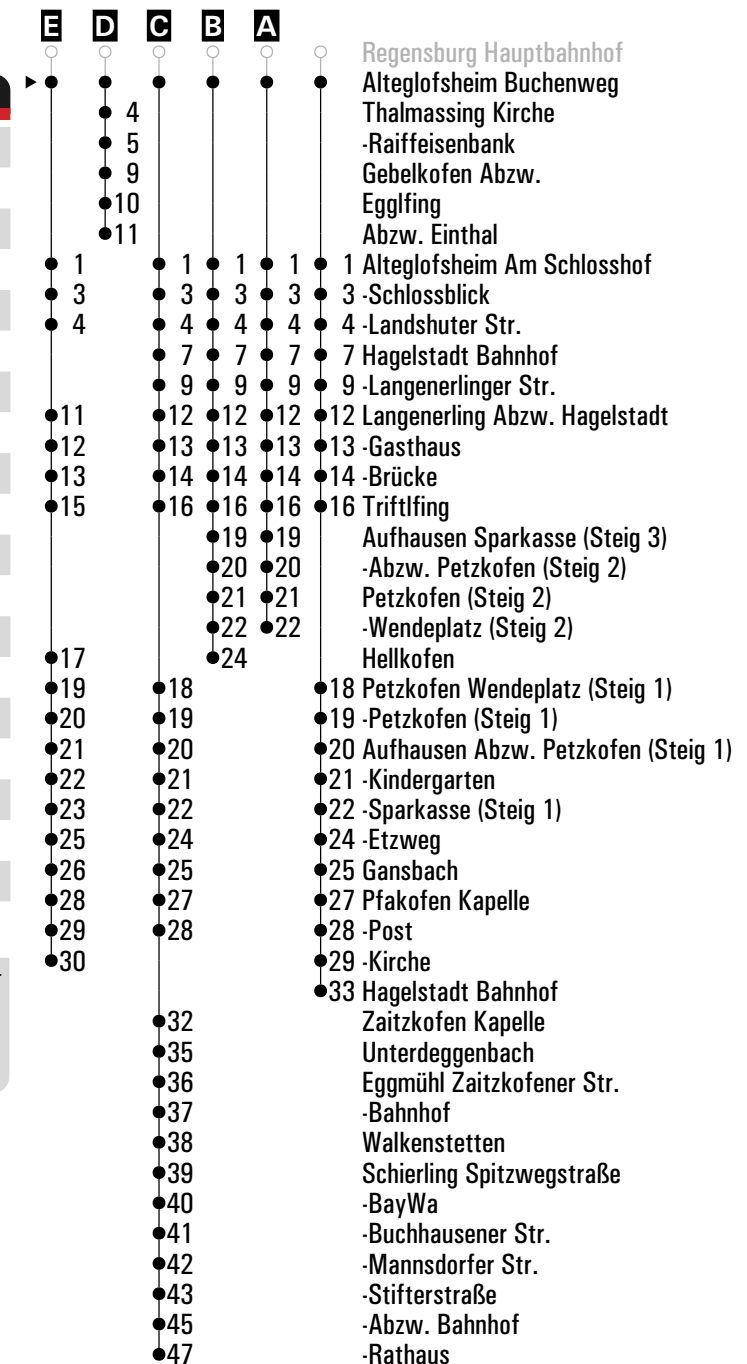 E D C B A
Regensburg Hauptbahnhof
Alteglofsheim Buchenweg
4 Thalmassing Kirche
5 -Raiffeisenbank
9 Gebelkofen Abzw.
10 Egglfing
11 Abzw. Einthal
1 1 1 1 1 Alteglofsheim Am Schlosshof
3 3 3 3 3 -Schlossblick
4 4 4 4 4 -Landshuter Str.
7 7 7 7 Hagelstadt Bahnhof
9 9 9 9 -Langenerlinger Str.
11 12 12 12 12 Langenerling Abzw. Hagelstadt
12 13 13 13 13 -Gasthaus
13 14 14 14 14 -Brücke
15 16 16 16 16 Triftlfing
19 19 Aufhausen Sparkasse (Steig 3)
20 20 -Abzw. Petzkofen (Steig 2)
21 21 Petzkofen (Steig 2)
22 22 -Wendeplatz (Steig 2)
17 24 Hellkofen
19 18 18 Petzkofen Wendeplatz (Steig 1)
20 19 19 -Petzkofen (Steig 1)
21 20 20 Aufhausen Abzw. Petzkofen (Steig 1)
22 21 21 -Kindergarten
23 22 22 -Sparkasse (Steig 1)
25 24 24 -Etzweg
26 25 25 Gansbach
28 27 27 Pfakofen Kapelle
29 28 28 -Post
30 29 -Kirche
33 Hagelstadt Bahnhof
32 Zaitzkofen Kapelle
35 Unterdeggenbach
36 Eggmühl Zaitzkofener Str.
37 -Bahnhof
38 Walkenstetten
39 Schierling Spitzwegstraße
40 -BayWa
41 -Buchhausener Str.
42 -Mannsdorfer Str.
43 -Stifterstraße
45 -Abzw. Bahnhof
47 -Rathaus